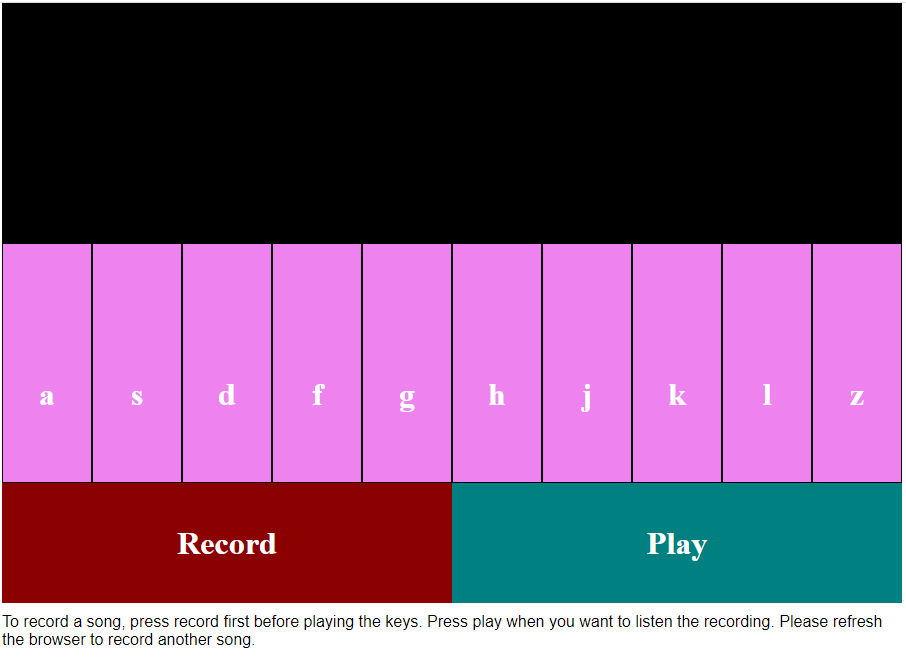 a s d f g h j k l z
Record Play
To record a song, press record first before playing the keys. Press play when you want to listen the recording. Please refresh
the browser to record another song.